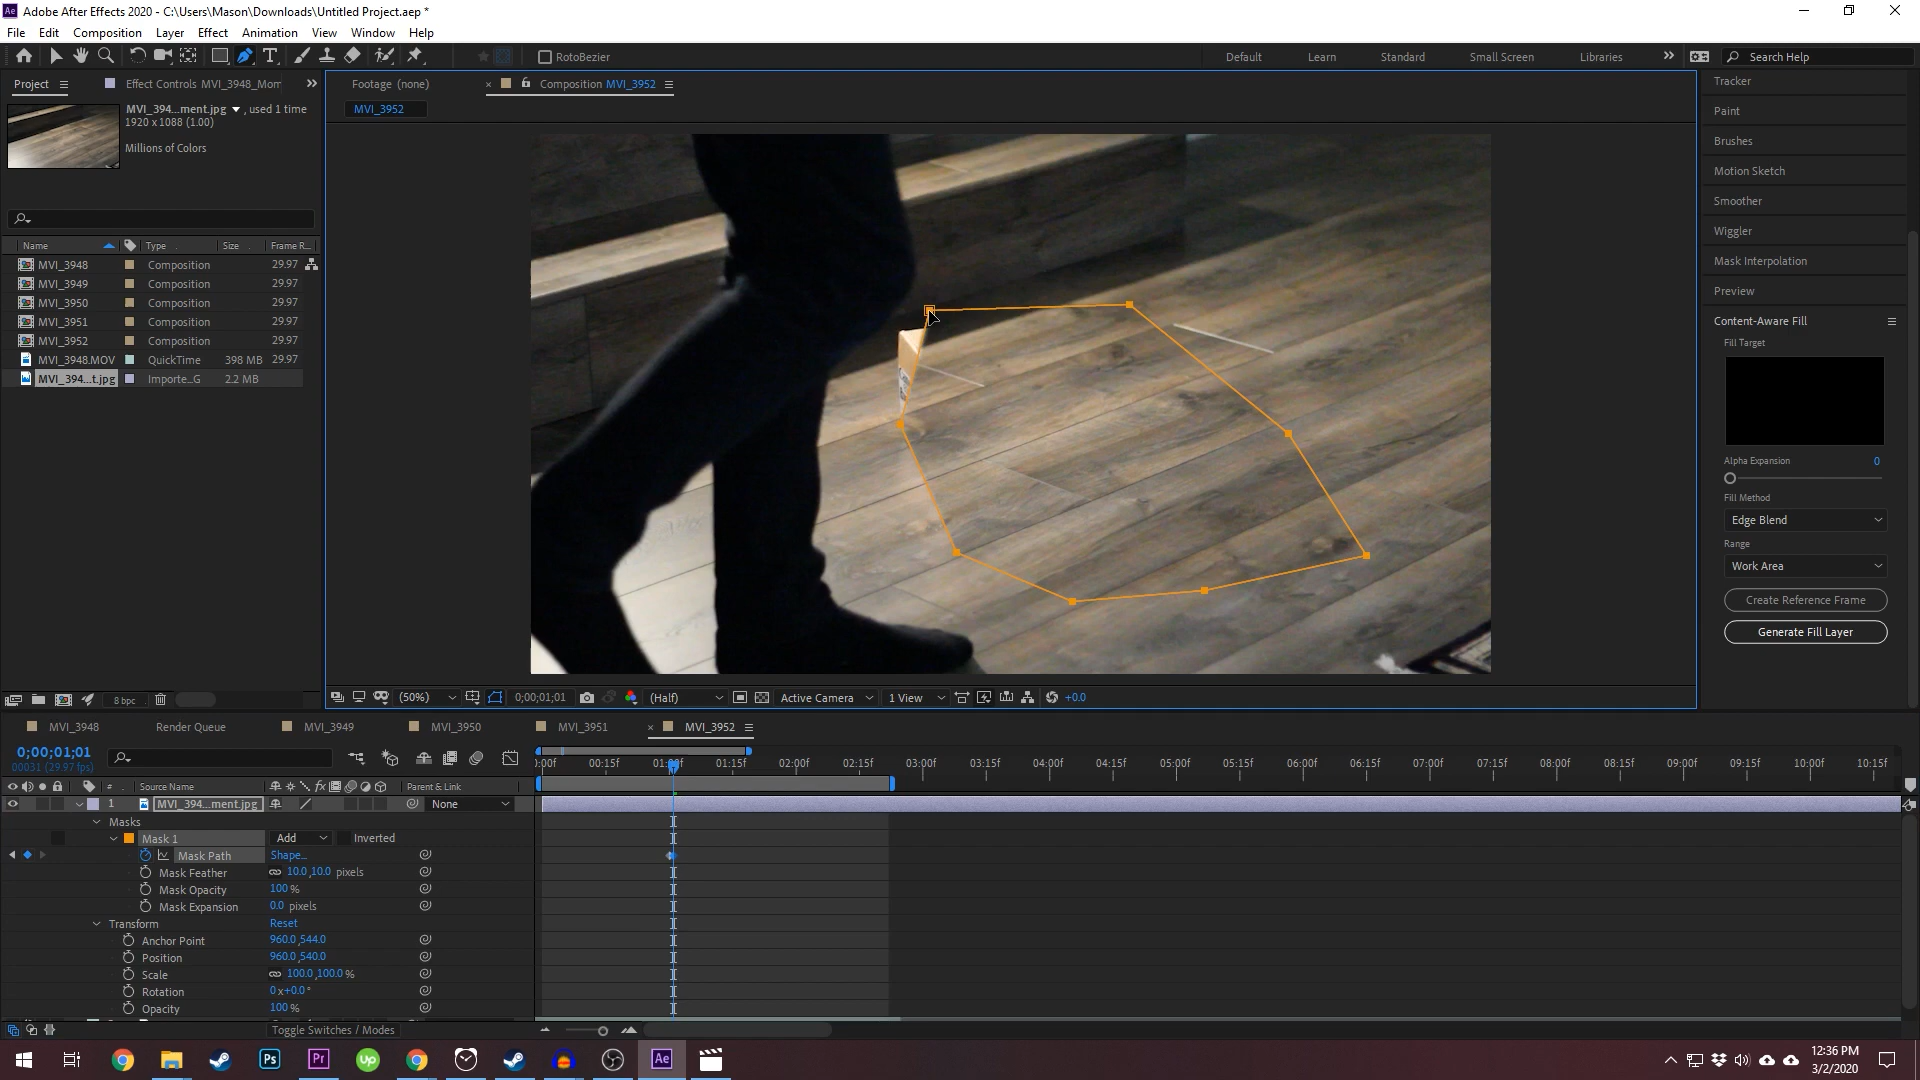 Adobe After Effects 2020 - C:\Users\Mason\Downloads\Untitled Project.aep *
File Edit Composition Layer Effect Animation View Window Help
RotoBezier
Default Learn Standard Small Screen Libraries
Search Help
Project
Effect Controls MVI_3948_Mom
Footage (none)
Composition MVI_3952
MVI_3952
MVI_394...ment.jpg , used 1 time
1920 x 1088 (1.00)
Millions of Colors
Name Type Size Frame R...
MVI_3948 Composition 29.97
MVI_3949 Composition 29.97
MVI_3950 Composition 29.97
MVI_3951 Composition 29.97
MVI_3952 Composition 29.97
MVI_3948.MOV QuickTime 398 MB 29.97
MVI_394...t.jpg Importe...G 2.2 MB
8 bpc
(50%) 0;00;01;01 (Half) Active Camera 1 View +0.0
Tracker
Paint
Brushes
Motion Sketch
Smoother
Wiggler
Mask Interpolation
Preview
Content-Aware Fill
Fill Target
Alpha Expansion 0
Fill Method
Edge Blend
Range
Work Area
Create Reference Frame
Generate Fill Layer
MVI_3948 Render Queue MVI_3949 MVI_3950 MVI_3951 MVI_3952
0;00;01;01
00031 (29.97 fps)
):00f 00:15f 01:00f 01:15f 02:00f 02:15f 03:00f 03:15f 04:00f 04:15f 05:00f 05:15f 06:00f 06:15f 07:00f 07:15f 08:00f 08:15f 09:00f 09:15f 10:00f 10:15f
# . Source Name fx Parent & Link
1 MVI_394...ment.jpg None
Masks
Mask 1 Add Inverted
Mask Path Shape...
Mask Feather 10.0,10.0 pixels
Mask Opacity 100 %
Mask Expansion 0.0 pixels
Transform Reset
Anchor Point 960.0,544.0
Position 960.0,540.0
Scale 100.0,100.0 %
Rotation 0x+0.0°
Opacity 100 %
Toggle Switches / Modes
Ps Pr Up Ae
12:36 PM
3/2/2020